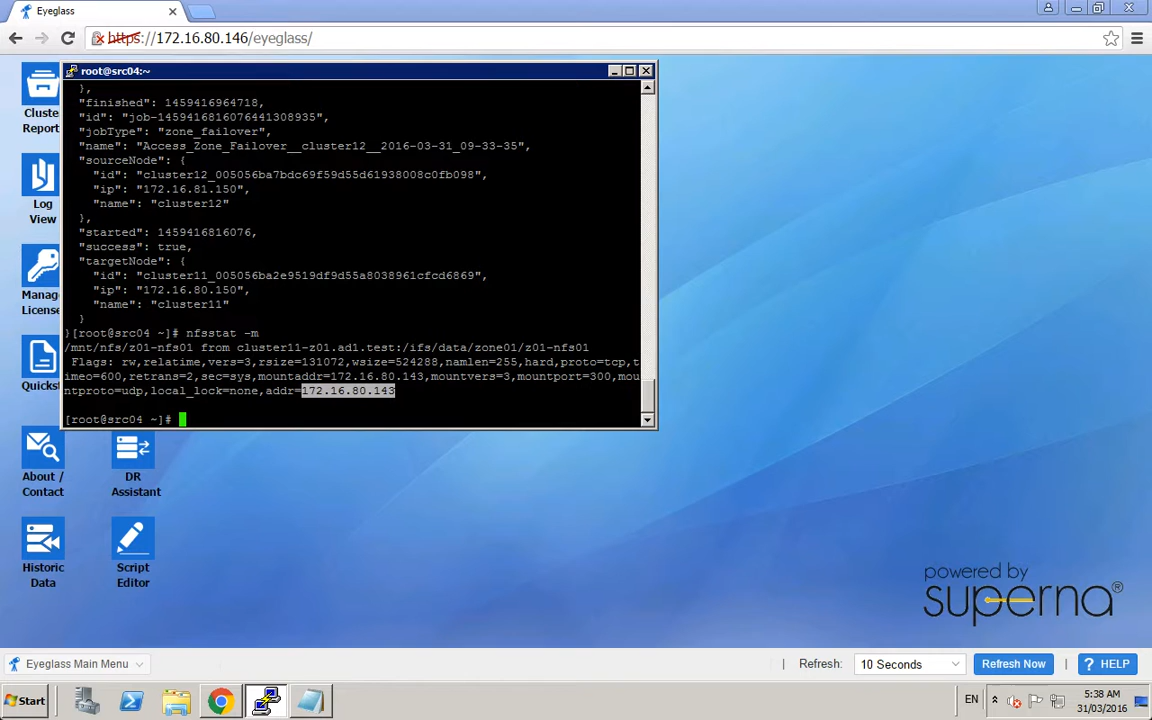 Eyeglass
https://172.16.80.146/eyeglass/
root@src04:~
},
"finished": 1459416964718,
"id": "job-1459416816076441308935",
"jobType": "zone_failover",
"name": "Access_Zone_Failover__cluster12__2016-03-31_09-33-35",
"sourceNode": {
"id": "cluster12_005056ba7bdc69f59d55d61938008c0fb098",
"ip": "172.16.81.150",
"name": "cluster12"
},
"started": 1459416816076,
"success": true,
"targetNode": {
"id": "cluster11_005056ba2e9519df9d55a8038961cfcd6869",
"ip": "172.16.80.150",
"name": "cluster11"
}
}[root@src04 ~]# nfsstat -m
/mnt/nfs/z01-nfs01 from cluster11-z01.ad1.test:/ifs/data/zone01/z01-nfs01
Flags: rw,relatime,vers=3,rsize=131072,wsize=524288,namlen=255,hard,proto=tcp,t
imeo=600,retrans=2,sec=sys,mountaddr=172.16.80.143,mountvers=3,mountport=300,mou
ntproto=udp,local_lock=none,addr=172.16.80.143
[root@src04 ~]#
Cluste
Report
Log
View
Manag
License
Quickst
About /
Contact
DR
Assistant
Historic
Data
Script
Editor
powered by
superna®
Eyeglass Main Menu
Refresh:
10 Seconds
Refresh Now
? HELP
Start
EN
5:38 AM
31/03/2016